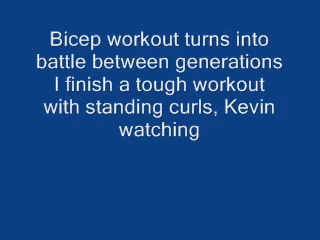 Bicep workout turns into
battle between generations
I finish a tough workout
with standing curls, Kevin
watching